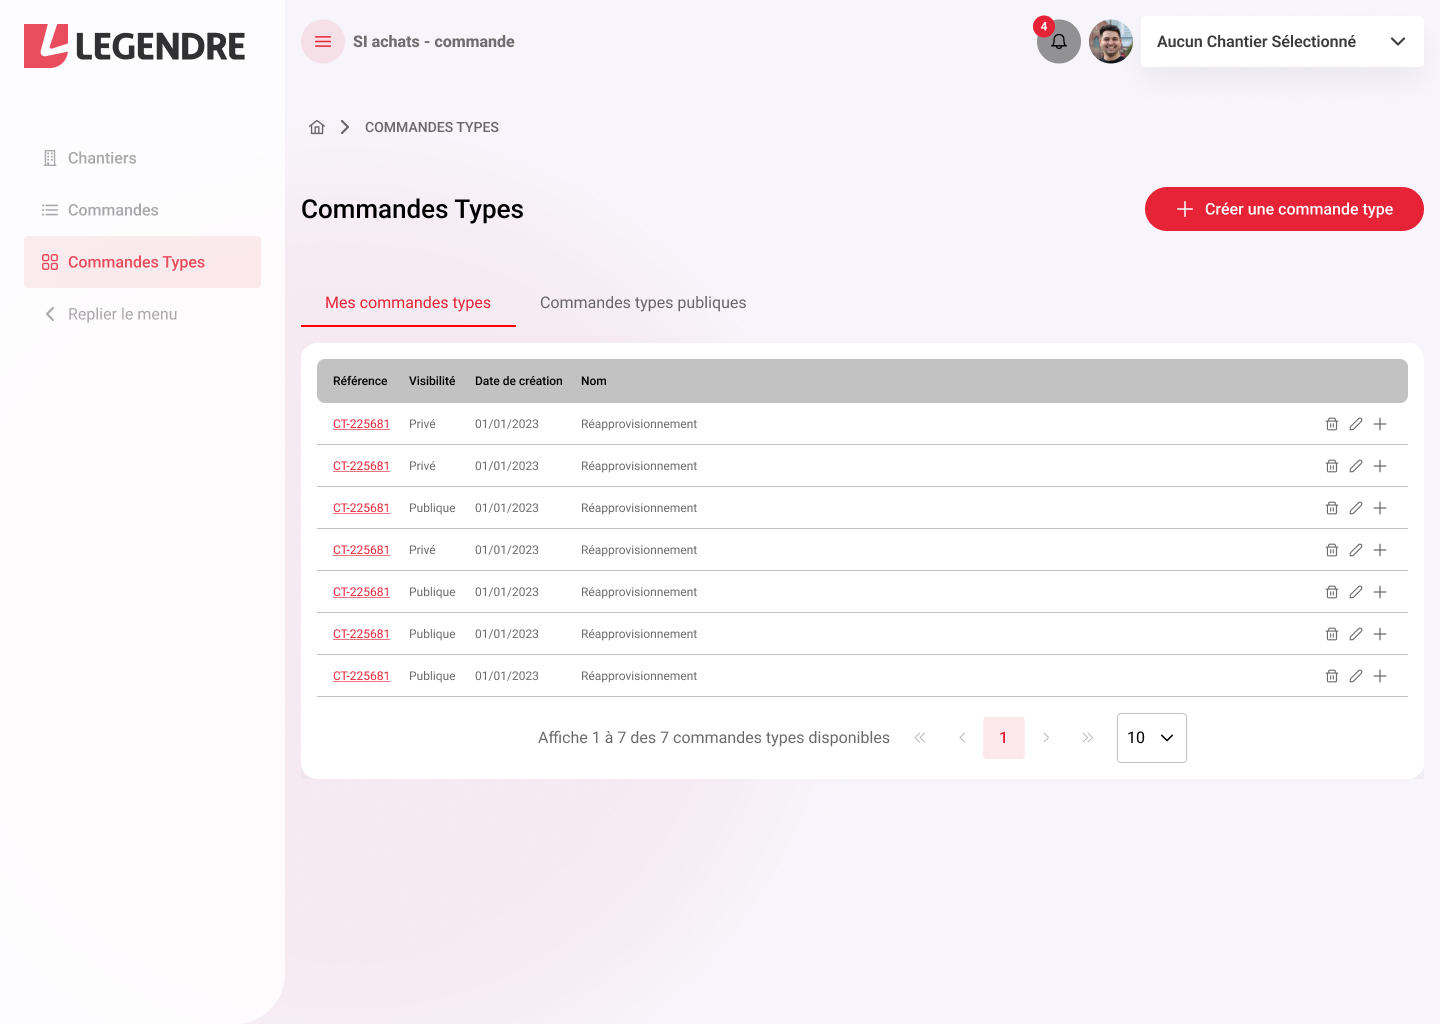 LEGENDRE
SI achats - commande
4
Aucun Chantier Sélectionné
COMMANDES TYPES
Chantiers
Commandes
Commandes Types
Replier le menu
Commandes Types
Créer une commande type
Mes commandes types
Commandes types publiques
Référence Visibilité Date de création Nom
CT-225681 Privé 01/01/2023 Réapprovisionnement
CT-225681 Privé 01/01/2023 Réapprovisionnement
CT-225681 Publique 01/01/2023 Réapprovisionnement
CT-225681 Privé 01/01/2023 Réapprovisionnement
CT-225681 Publique 01/01/2023 Réapprovisionnement
CT-225681 Publique 01/01/2023 Réapprovisionnement
CT-225681 Publique 01/01/2023 Réapprovisionnement
Affiche 1 à 7 des 7 commandes types disponibles 1 10